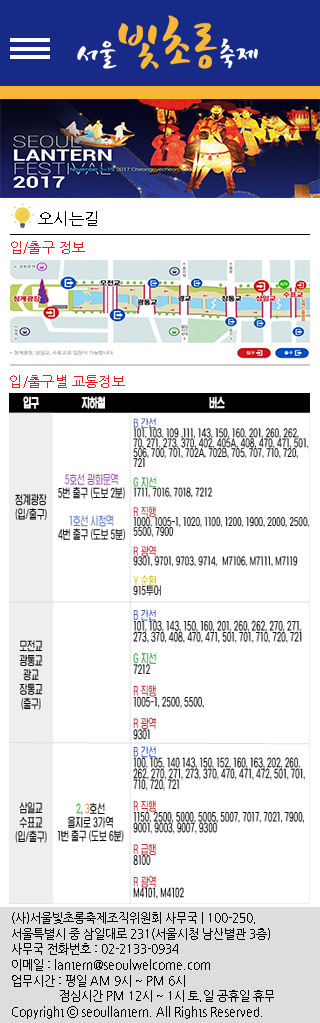 서울 빛초롱 축제
SEOUL
LANTERN
FESTIVAL
2017
오시는길
입/출구 정보
모전교
광통교
광교
장통교
삼일교
수표교
청계광장
* 청계광장, 삼일교, 수표교로 입장이 가능합니다.
입구
출구
입/출구별 교통정보
입구 지하철 버스
청계광장
(입/출구)
5호선 광화문역
5번 출구 (도보 2분)
1호선 시청역
4번 출구 (도보 5분)
B 간선
101, 103, 109 ,111, 143, 150, 160, 201, 260, 262,
70, 271, 273, 370, 402, 405A, 408, 470, 471, 501,
506, 700, 701, 702A, 702B, 705, 707, 710, 720,
721
G 지선
1711, 7016, 7018, 7212
R 직행
1000, 1005-1, 1020, 1100, 1200, 1900, 2000, 2500,
5500, 7900
R 광역
9301, 9701, 9703, 9714, M7106, M7111, M7119
Y 순환
91S투어
모전교
광통교
광교
장통교
(출구)
B 간선
101, 103, 143, 150, 160, 201, 260, 262, 270, 271,
273, 370, 408, 470, 471, 501, 701, 710, 720, 721
G 지선
7212
R 직행
1005-1, 2500, 5500,
R 광역
9301
삼일교
수표교
(입/출구)
2, 3호선
을지로 3가역
1번 출구 (도보 6분)
B 간선
100, 105, 140 143, 150, 152, 160, 163, 202, 260,
262, 270, 271, 273, 370, 470, 471, 472, 501, 701,
710, 720, 721
R 직행
1150, 2500, 5000, 5005, 5007, 7017, 7021, 7900,
9001, 9003, 9007, 9300
R 급행
8100
R 광역
M4101, M4102
(사)서울빛초롱축제조직위원회 사무국 | 100-250,
서울특별시 중 삼일대로 231(서울시청 남산별관 3층)
사무국 전화번호 : 02-2133-0934
이메일 : lantern@seoulwelcome.com
업무시간 : 평일 AM 9시 ~ PM 6시
점심시간 PM 12시 ~ 1시 토, 일 공휴일 휴무
Copyright ⓒ seoullantern. All Rights Reserved.